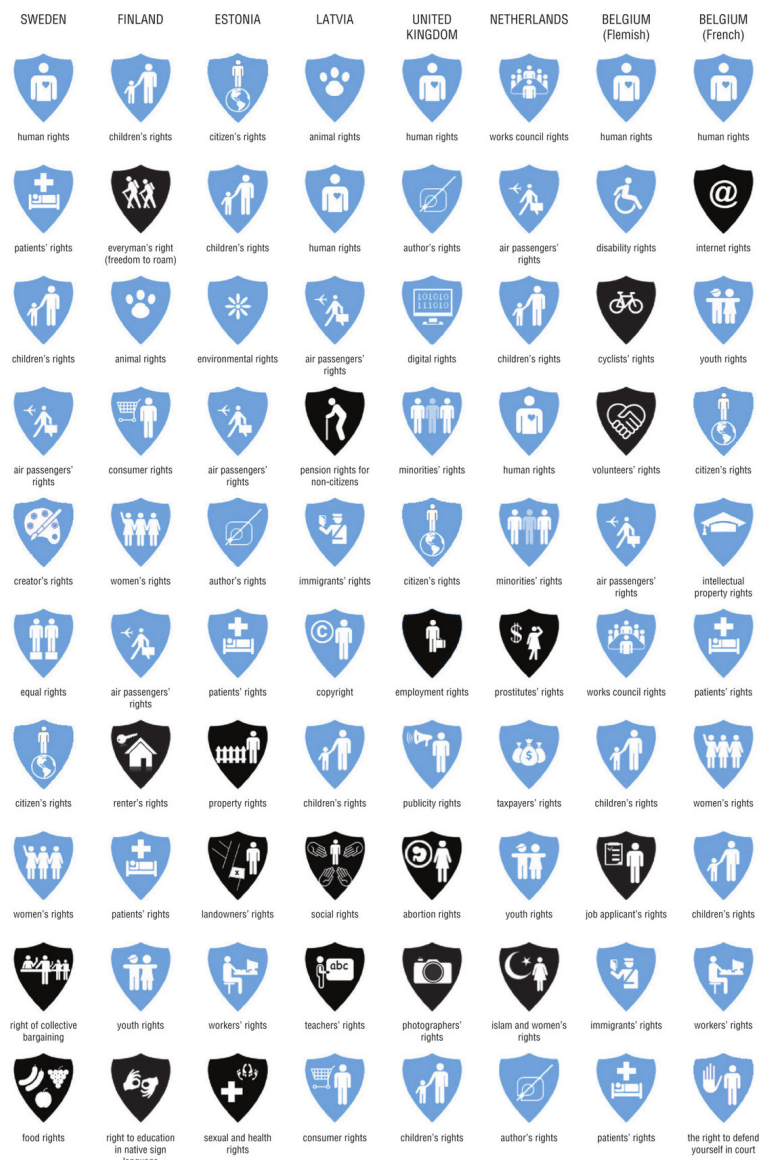 SWEDEN FINLAND ESTONIA LATVIA UNITED KINGDOM NETHERLANDS BELGIUM (Flemish) BELGIUM (French)
human rights children's rights citizen's rights animal rights human rights works council rights human rights human rights
@
patients' rights everyman's right (freedom to roam) children's rights human rights author's rights air passengers' rights disability rights internet rights
101010
111010
children's rights animal rights environmental rights air passengers' rights digital rights children's rights cyclists' rights youth rights
air passengers' rights consumer rights air passengers' rights pension rights for non-citizens minorities' rights human rights volunteers' rights citizen's rights
creator's rights women's rights author's rights immigrants' rights citizen's rights minorities' rights air passengers' rights intellectual property rights
© $
equal rights air passengers' rights patients' rights copyright employment rights prostitutes' rights works council rights patients' rights
$
citizen's rights renter's rights property rights children's rights publicity rights taxpayers' rights children's rights women's rights
x
women's rights patients' rights landowners' rights social rights abortion rights youth rights job applicant's rights children's rights
abc
right of collective bargaining youth rights workers' rights teachers' rights photographers' rights islam and women's rights immigrants' rights workers' rights
food rights right to education in native sign sexual and health rights consumer rights children's rights author's rights patients' rights the right to defend yourself in court